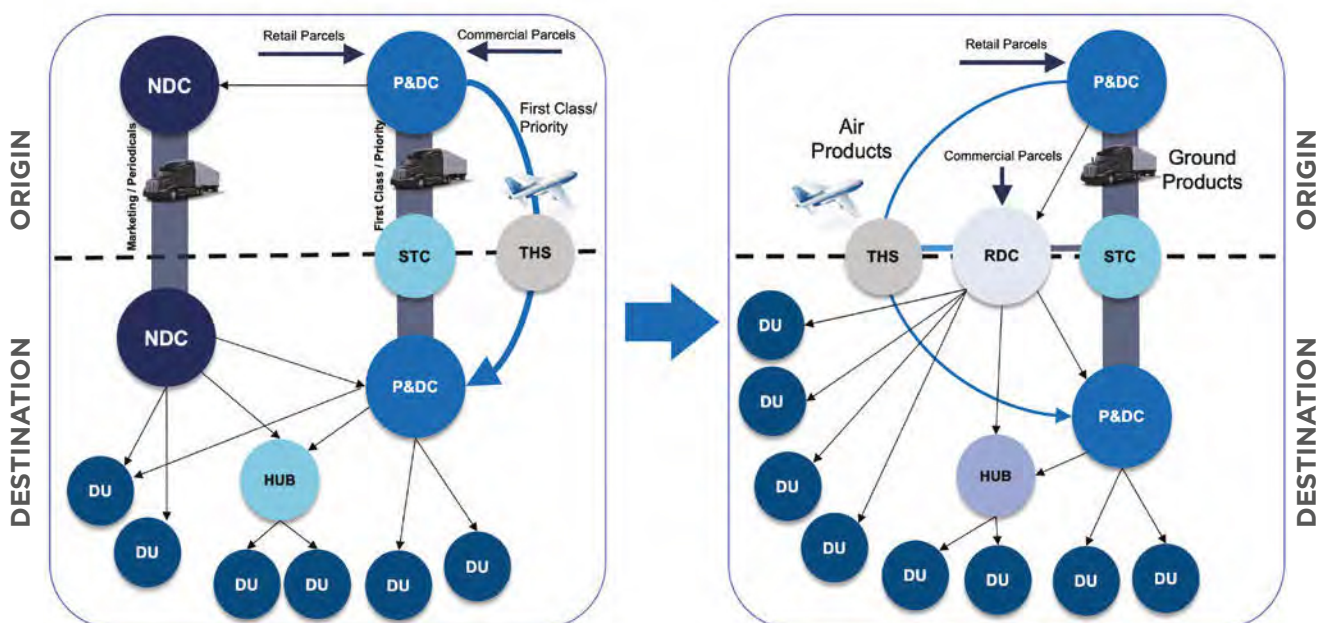 ORIGIN
DESTINATION
Retail Parcels
Commercial Parcels
NDC
P&DC
First Class/
Priority
Marketing / Periodicals
First Class / Priority
STC
THS
NDC
P&DC
HUB
DU
DU
DU
DU
DU
DU
Retail Parcels
P&DC
Air
Products
Commercial Parcels
Ground
Products
THS
RDC
STC
DU
DU
P&DC
DU
HUB
DU
DU
DU
DU
DU
ORIGIN
DESTINATION